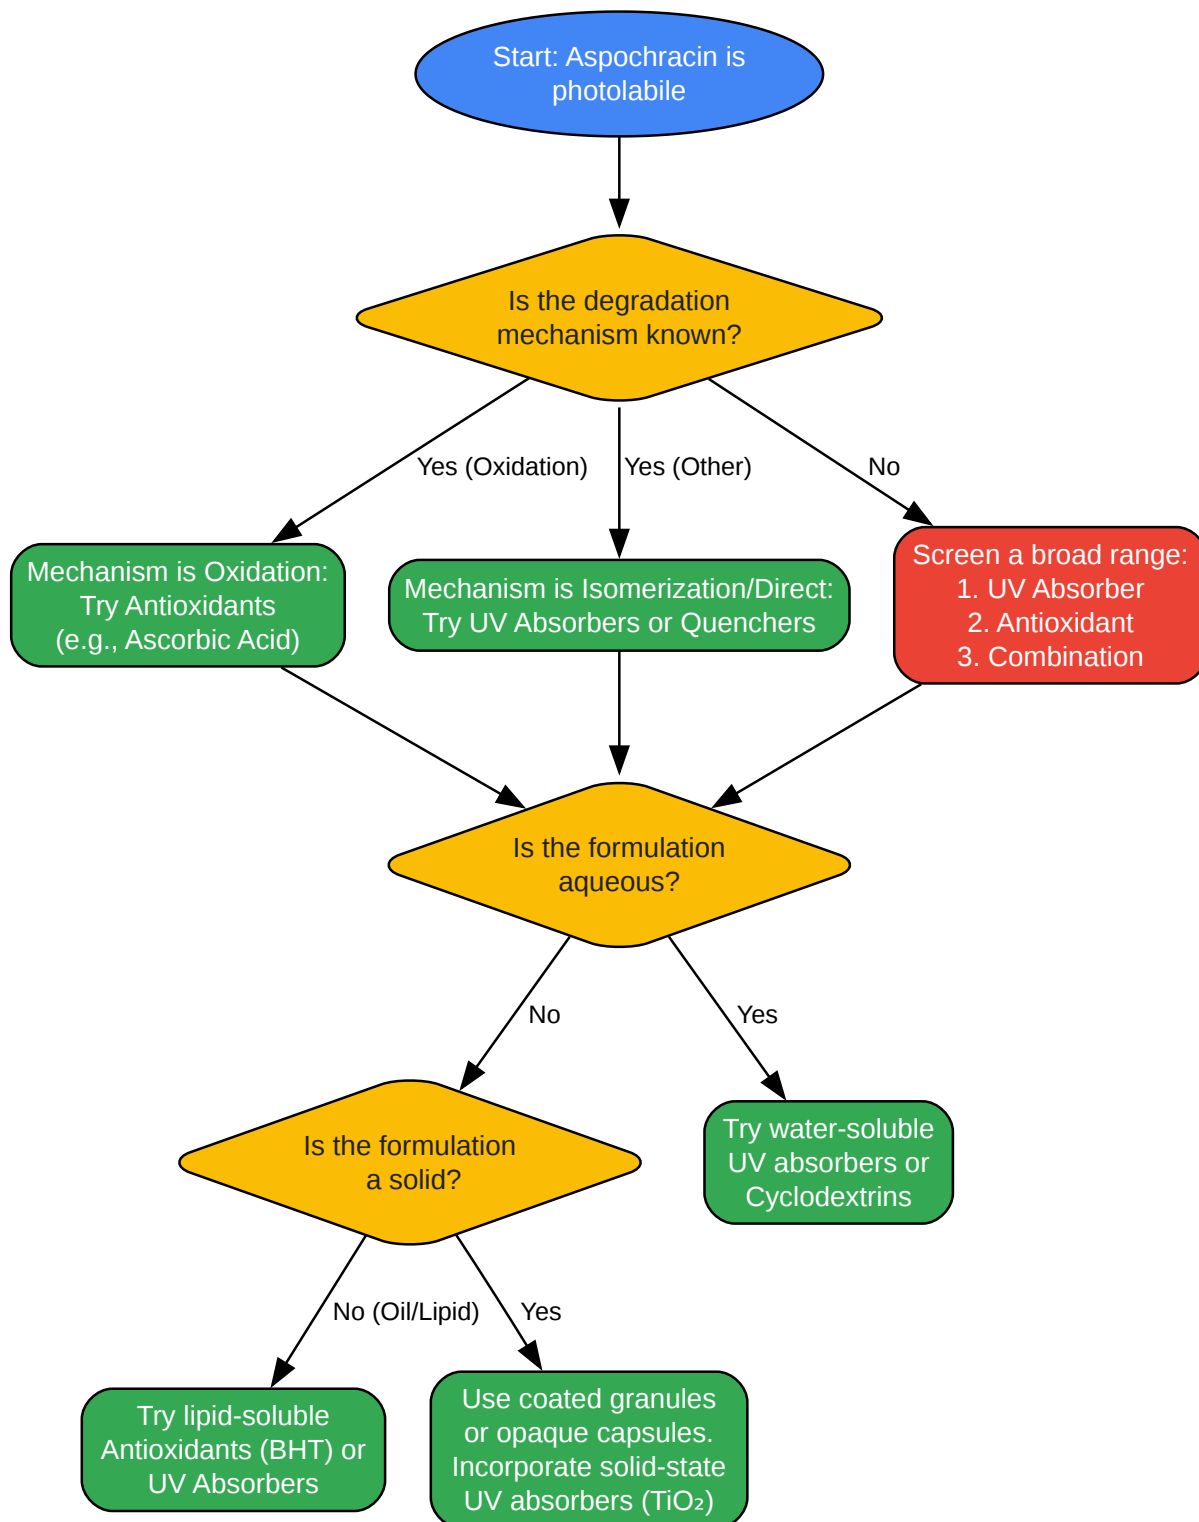 Start: Aspochracin is
photolabile
Is the degradation
mechanism known?
Yes (Oxidation)
Yes (Other)
No
Mechanism is Oxidation:
Try Antioxidants
(e.g., Ascorbic Acid)
Mechanism is Isomerization/Direct:
Try UV Absorbers or Quenchers
Screen a broad range:
1. UV Absorber
2. Antioxidant
3. Combination
Is the formulation
aqueous?
No
Yes
Is the formulation
a solid?
Try water-soluble
UV absorbers or
Cyclodextrins
No (Oil/Lipid)
Yes
Try lipid-soluble
Antioxidants (BHT) or
UV Absorbers
Use coated granules
or opaque capsules.
Incorporate solid-state
UV absorbers (TiO₂)